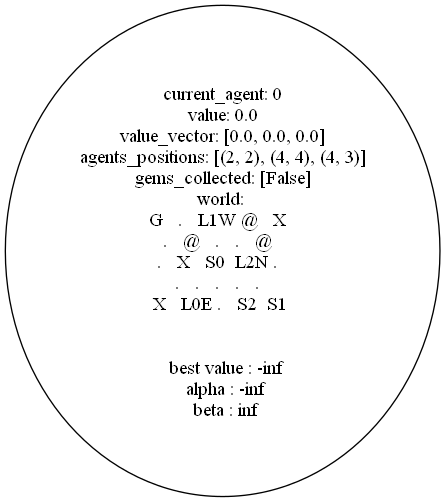 current_agent: 0
value: 0.0
value_vector: [0.0, 0.0, 0.0]
agents_positions: [(2, 2), (4, 4), (4, 3)]
gems_collected: [False]
world:
G . L1W @ X
. @ . . @
. X S0 L2N .
. . . . .
X L0E . S2 S1
best value : -inf
alpha : -inf
beta : inf